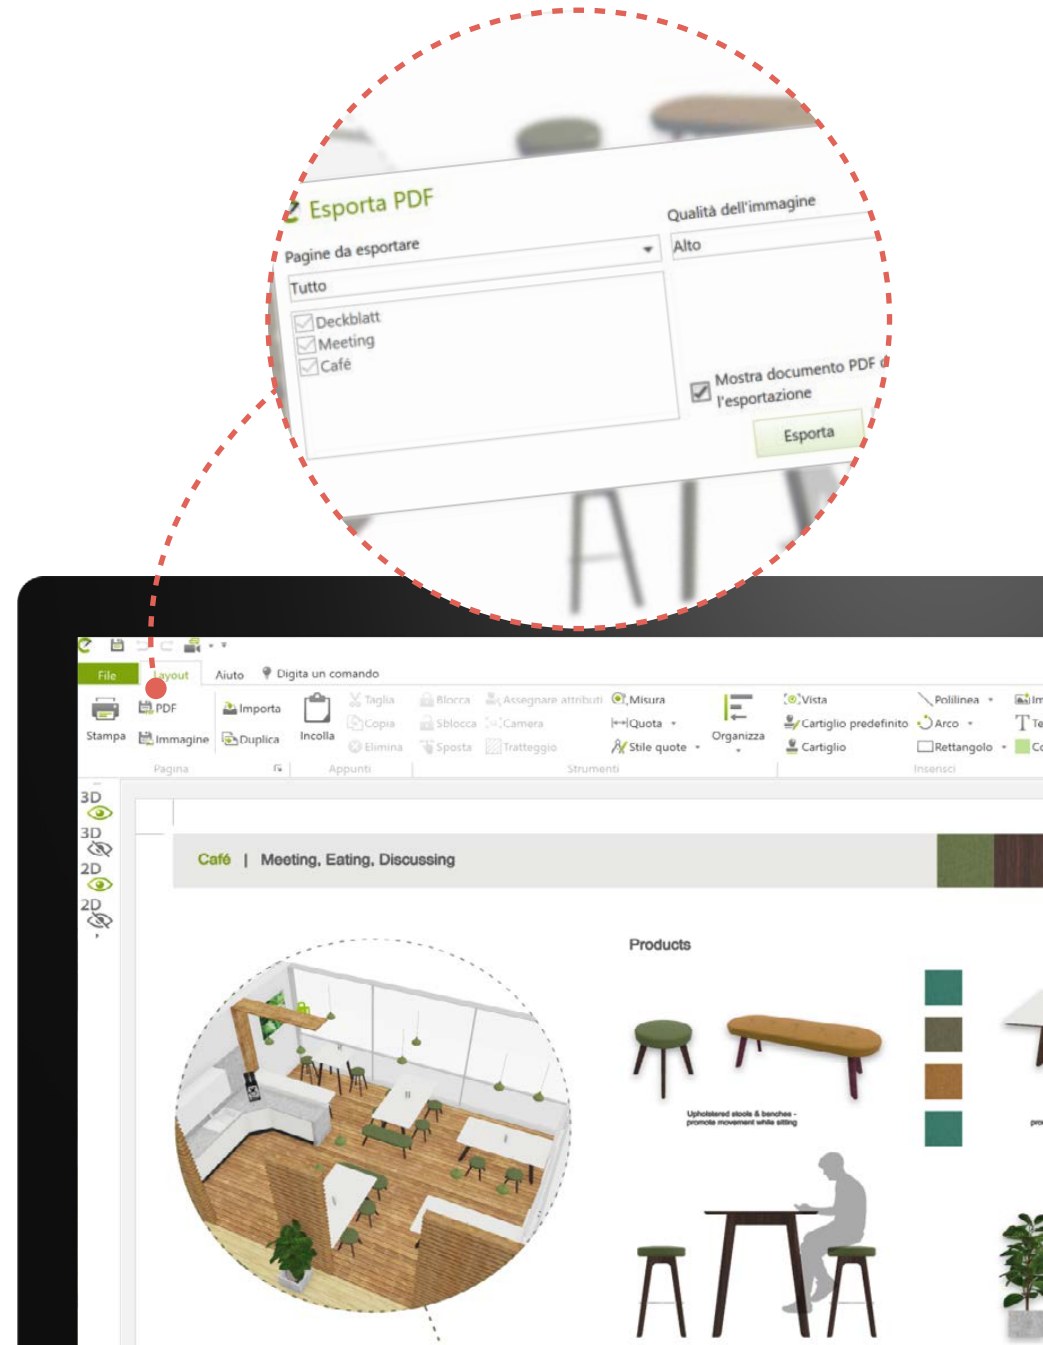 Esporta PDF
Pagine da esportare
Tutto
Deckblatt
Meeting
Café
Qualità dell'immagine
Alto
Mostra documento PDF
l'esportazione
Esporta
File
Layout
Aiuto
Digita un comando
Stampa
PDF
Immagine
Importa
Duplica
Pagina
Incolla
Taglia
Copia
Elimina
Appunti
Blocca
Sblocca
Sposta
Assegnare attributi
Camera
Tratteggio
Misura
Quota
Stile quote
Strumenti
Organizza
Vista
Cartiglio predefinito
Cartiglio
Polilinea
Arco
Rettangolo
Im
Te
Co
Inserisci
3D
3D
2D
2D
Café | Meeting, Eating, Discussing
Products
Upholstered stools & benches -
promote movement while sitting